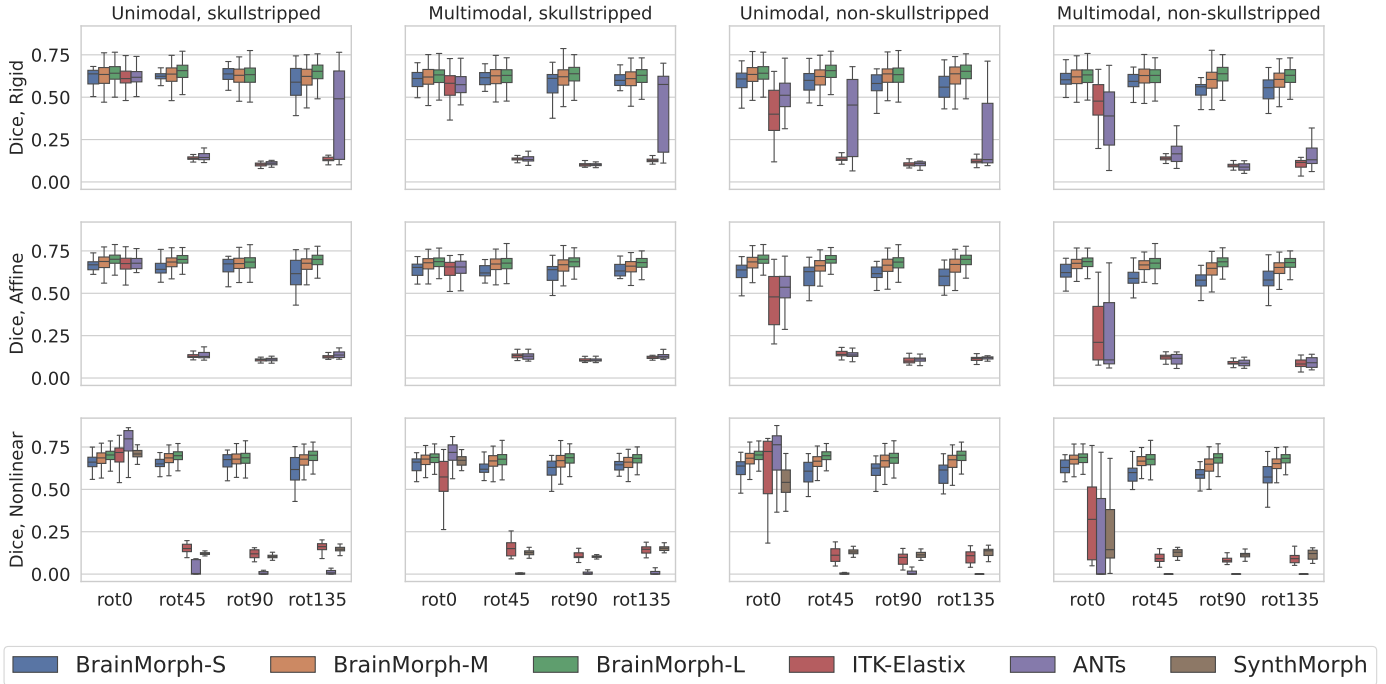 Unimodal, skullstripped
Multimodal, skullstripped
Unimodal, non-skullstripped
Multimodal, non-skullstripped
Dice, Rigid
0.75
0.50
0.25
0.00
Dice, Affine
0.75
0.50
0.25
0.00
Dice, Nonlinear
0.75
0.50
0.25
0.00
rot0 rot45 rot90 rot135
rot0 rot45 rot90 rot135
rot0 rot45 rot90 rot135
rot0 rot45 rot90 rot135
BrainMorph-S BrainMorph-M BrainMorph-L ITK-Elastix ANTs SynthMorph